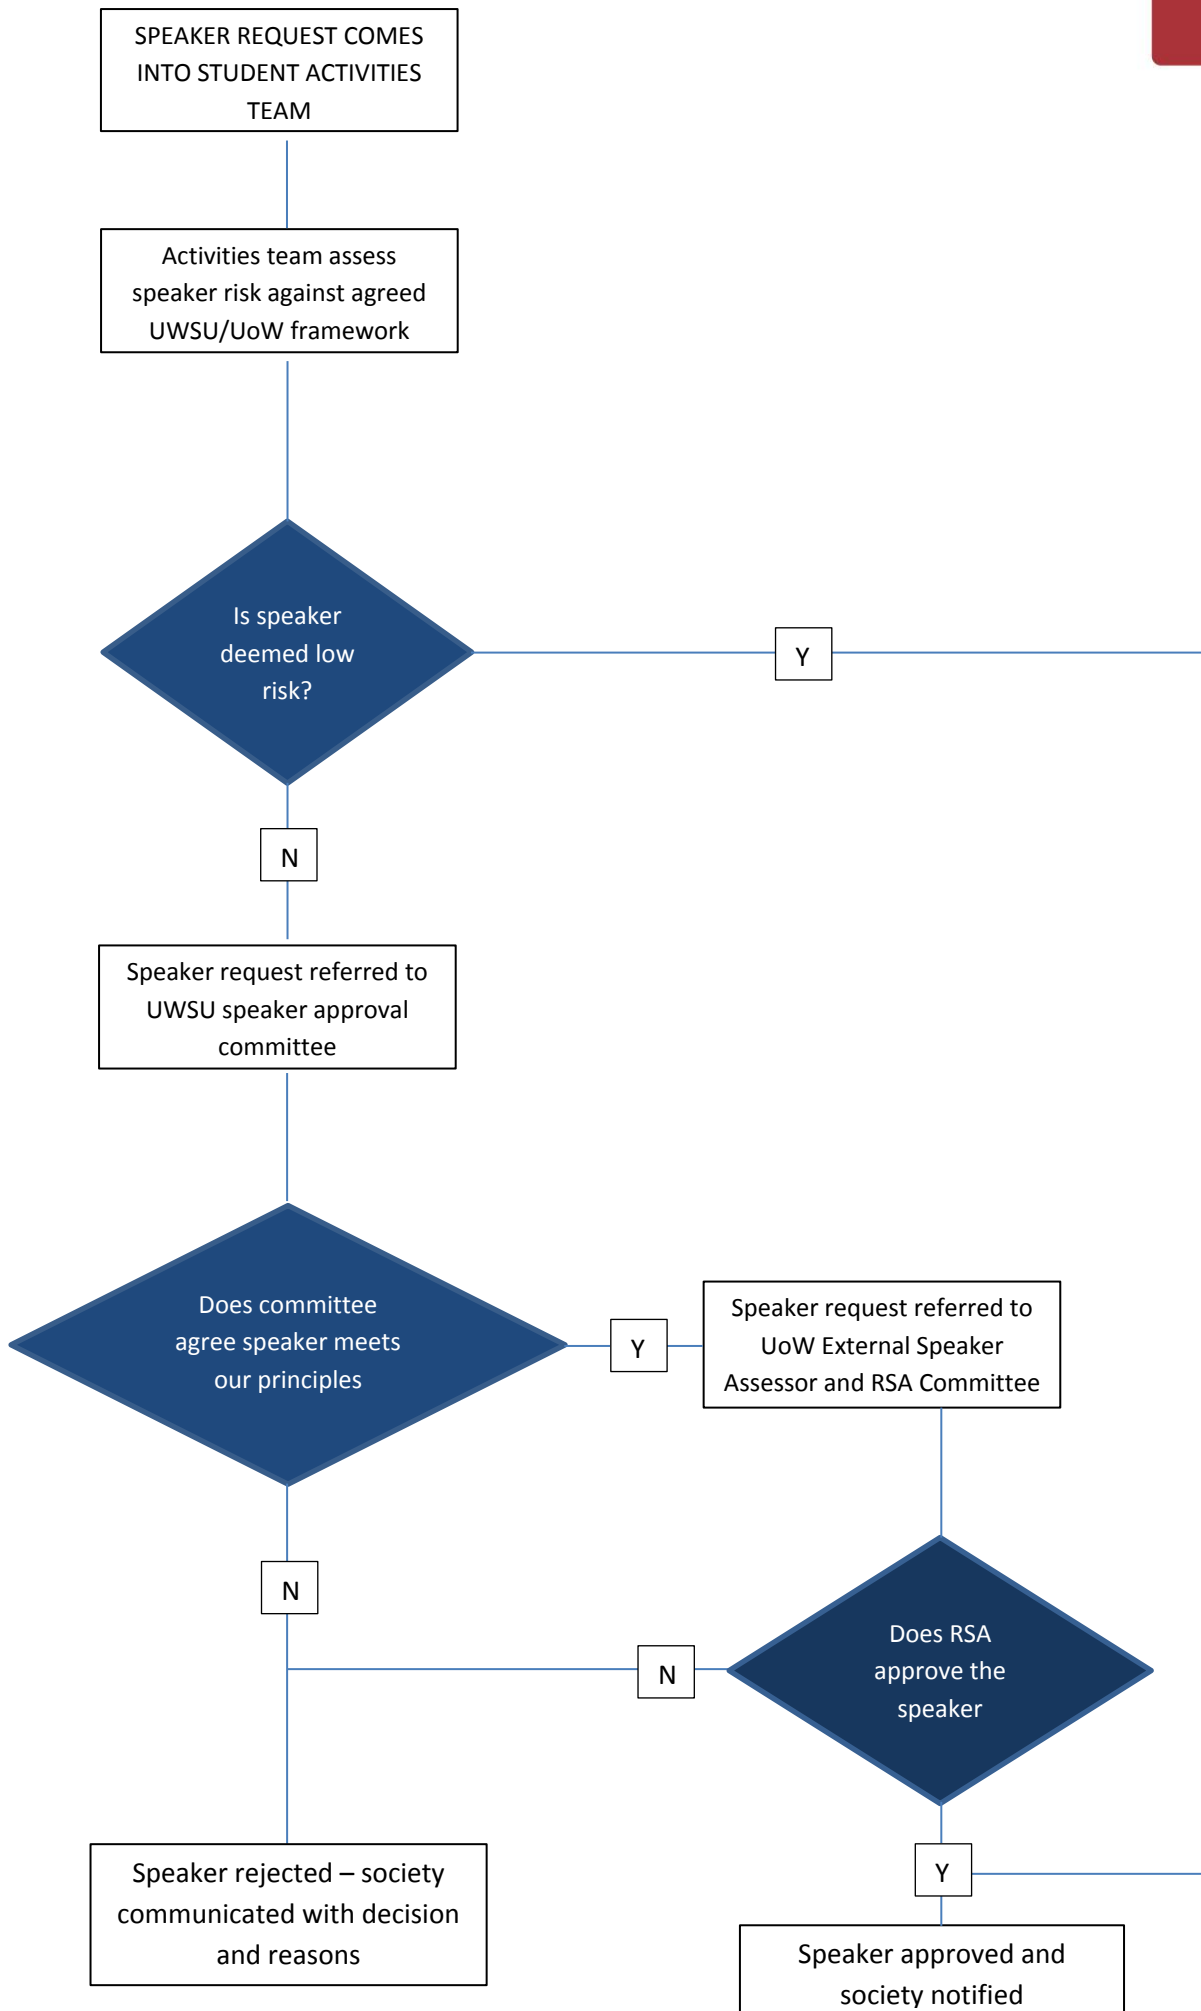 SPEAKER REQUEST COMES
INTO STUDENT ACTIVITIES
TEAM
Activities team assess
speaker risk against agreed
UWSU/UoW framework
Is speaker
deemed low
risk?
Y
N
Speaker request referred to
UWSU speaker approval
committee
Does committee
agree speaker meets
our principles
Y
Speaker request referred to
UoW External Speaker
Assessor and RSA Committee
N
Does RSA
approve the
speaker
N
Y
Speaker rejected – society
communicated with decision
and reasons
Speaker approved and
society notified